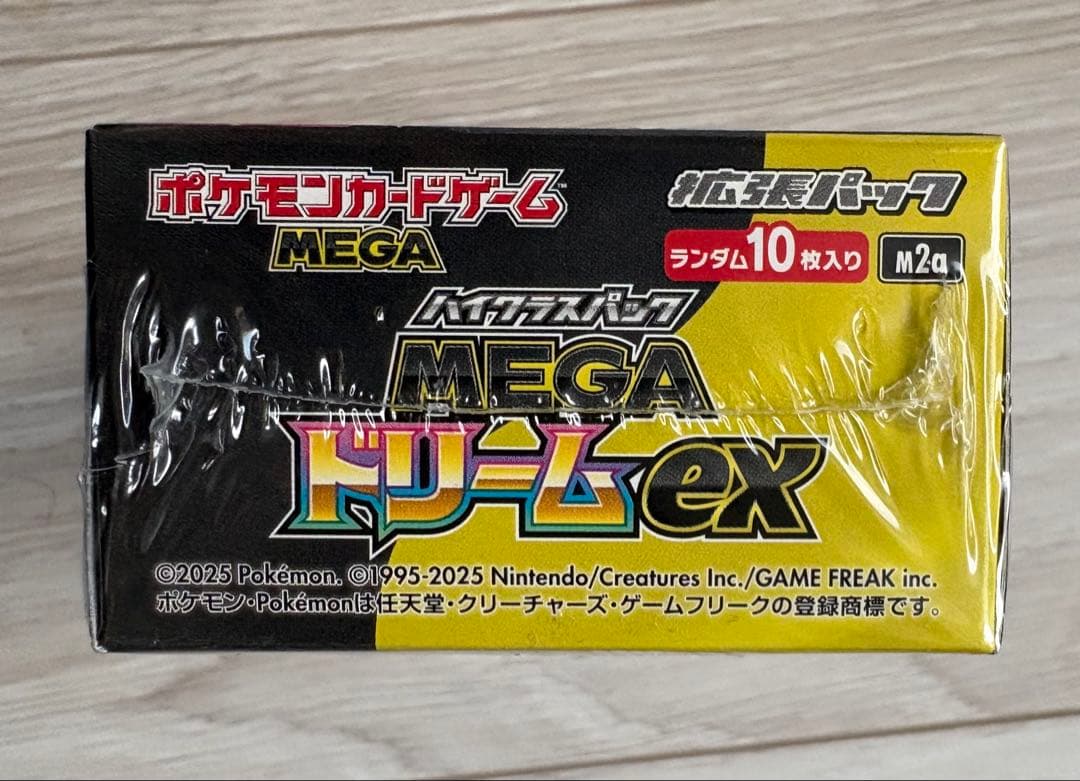 ポケモンカードゲーム™
MEGA
拡張パック
ランダム10枚入り
M2a
ハイクラスパック
MEGA
ドリームex
©2025 Pokémon. ©1995-2025 Nintendo/Creatures Inc./GAME FREAK inc.
ポケモン・Pokémonは任天堂・クリーチャーズ・ゲームフリークの登録商標です。